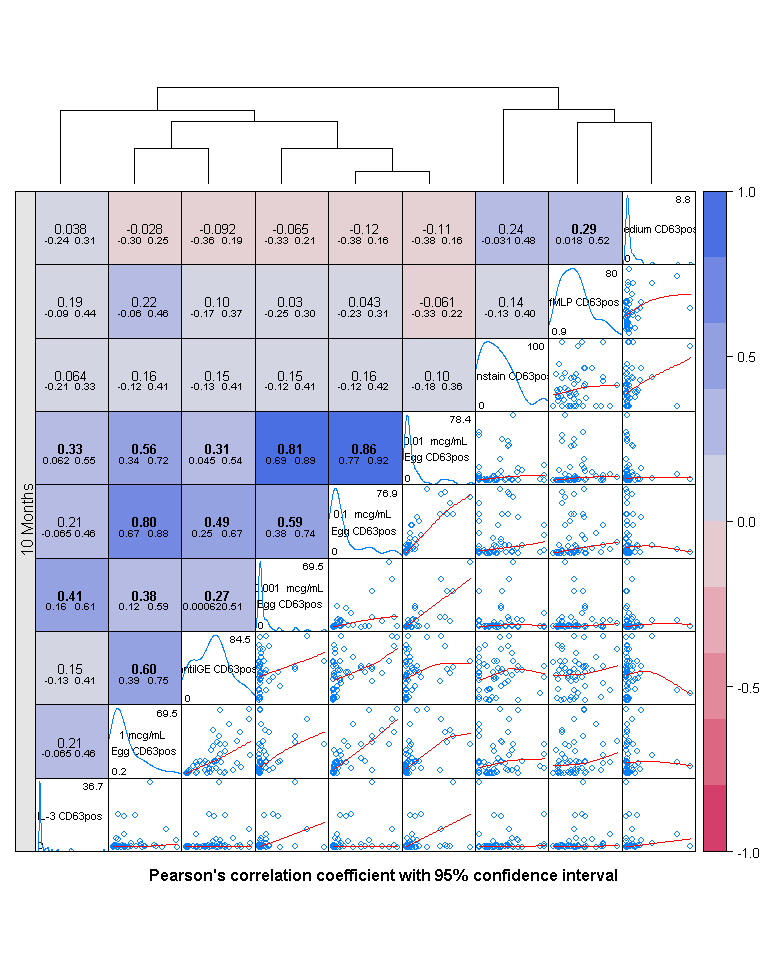 0.038 -0.028 -0.092 -0.065 -0.12 -0.11 0.24 0.29
-0.24 0.31 -0.30 0.25 -0.36 0.19 -0.33 0.21 -0.38 0.16 -0.38 0.16 -0.031 0.48 0.018 0.52
8.8
edium CD63pos
0
0.19 0.22 0.10 0.03 0.043 -0.061 0.14
-0.09 0.44 -0.06 0.46 -0.17 0.37 -0.25 0.30 -0.23 0.31 -0.33 0.22 -0.13 0.40
80
fMLP CD63pos
0.9
0.064 0.16 0.15 0.15 0.16 0.10
-0.21 0.33 -0.12 0.41 -0.13 0.41 -0.12 0.41 -0.12 0.42 -0.18 0.36
100
nstain CD63pos
0
0.33 0.56 0.31 0.81 0.86
0.062 0.55 0.34 0.72 0.045 0.54 0.69 0.89 0.77 0.92
78.4
0.01 mcg/mL
Egg CD63pos
0
0.21 0.80 0.49 0.59
-0.065 0.46 0.67 0.88 0.25 0.67 0.38 0.74
76.9
0.1 mcg/mL
Egg CD63pos
0
0.41 0.38 0.27
0.16 0.61 0.12 0.59 0.00062 0.51
69.5
001 mcg/mL
Egg CD63pos
0
0.15 0.60
-0.13 0.41 0.39 0.75
84.5
ntiIGE CD63pos
0
0.21
-0.065 0.46
69.5
1 mcg/mL
Egg CD63pos
0.2
36.7
IL-3 CD63pos
10 Months
1.0
0.5
0.0
-0.5
-1.0
Pearson's correlation coefficient with 95% confidence interval